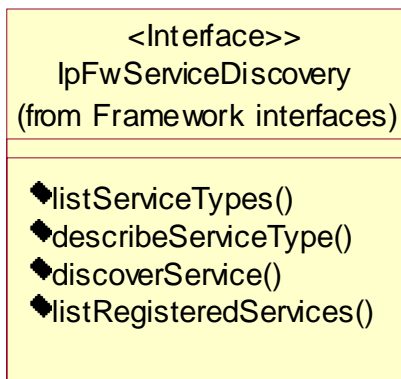 <Interface>>
IpFwServiceDiscovery
(from Framework interfaces)
listServiceTypes()
describeServiceType()
discoverService()
listRegisteredServices()